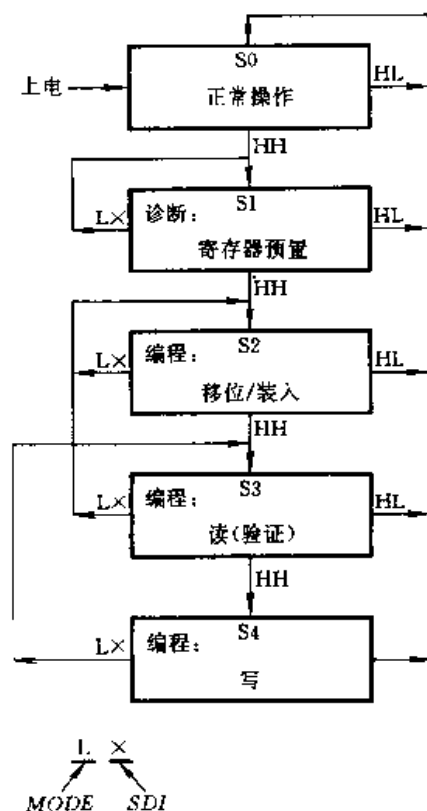 S0
上电
正常操作
HL
HH
S1
L×
诊断:
寄存器预置
HL
HH
S2
L×
编程:
移位/装入
HL
HH
S3
L×
编程:
读(验证)
HL
HH
S4
L×
编程:
写
L ×
MODE SDI